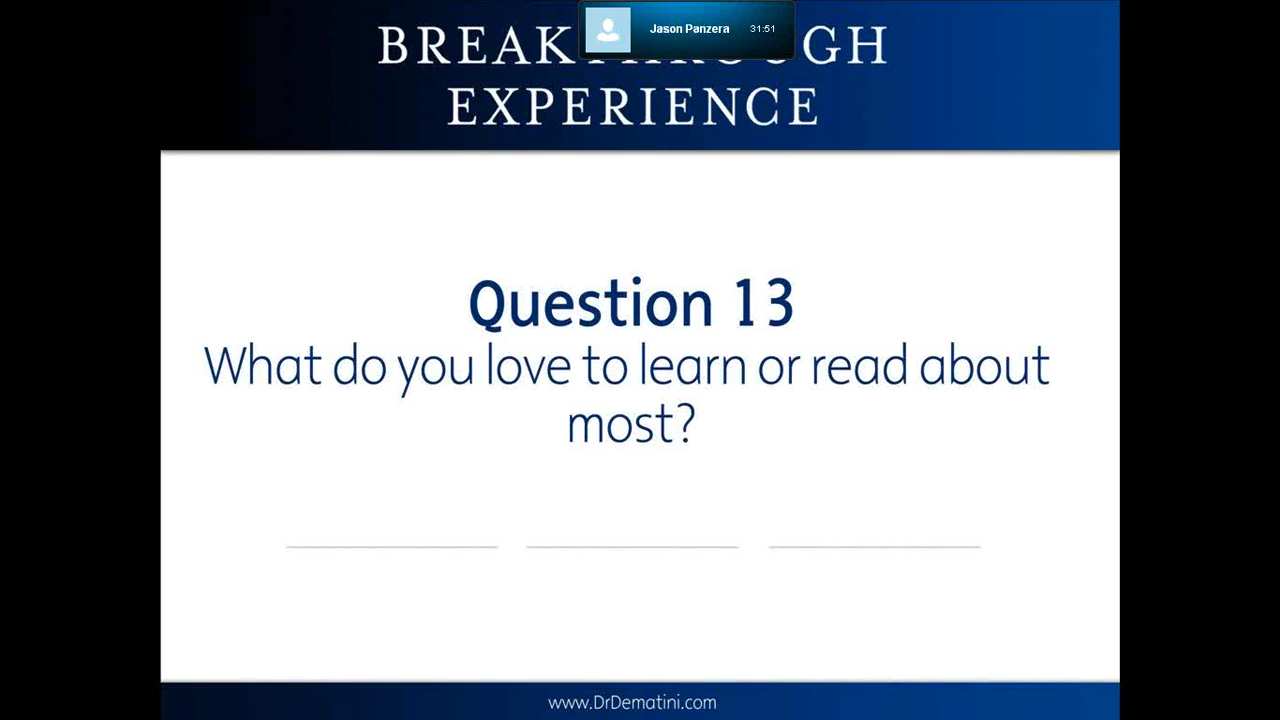 BREAKTHROUGH
Jason Panzera 31:51
EXPERIENCE
Question 13
What do you love to learn or read about
most?
www.DrDematini.com